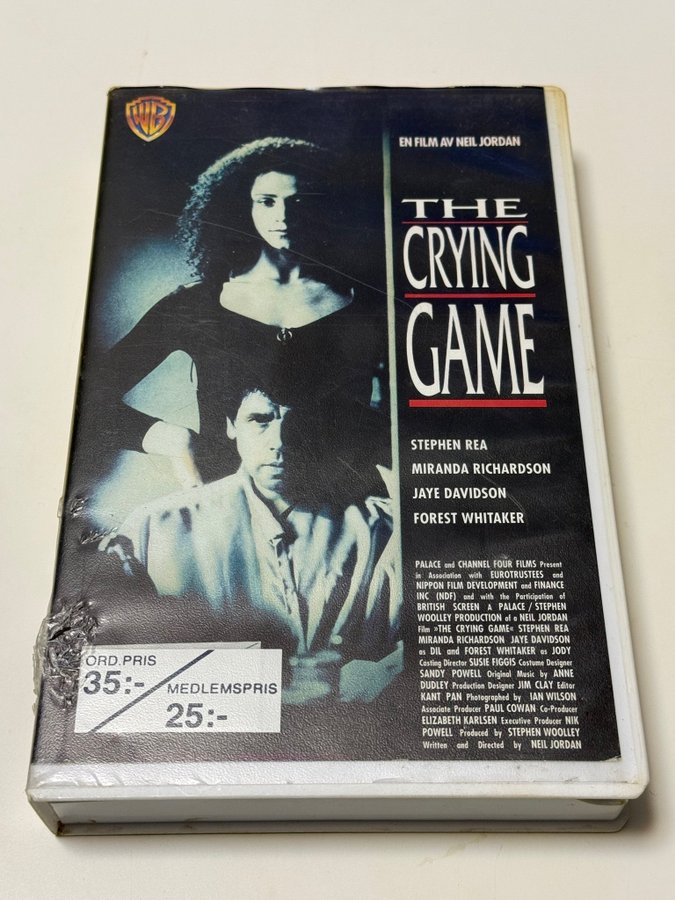 WB
EN FILM AV NEIL JORDAN
THE
CRYING
GAME
STEPHEN REA
MIRANDA RICHARDSON
JAYE DAVIDSON
FOREST WHITAKER
PALACE and CHANNEL FOUR FILMS Present
in Association with EUROTRUSTEES and
NIPPON FILM DEVELOPMENT and FINANCE
INC (NDF) and with the Participation of
BRITISH SCREEN A PALACE/STEPHEN
WOOLLEY PRODUCTION of a NEIL JORDAN
Film »THE CRYING GAME« STEPHEN REA
MIRANDA RICHARDSON JAYE DAVIDSON
as DIL and FOREST WHITAKER as JODY
Casting Director SUSIE FIGGIS Costume Designer
SANDY POWELL Original Music by ANNE
DUDLEY Production Designer JIM CLAY Editor
KANT PAN Photographed by IAN WILSON
Associate Producer PAUL COWAN Co-Producer
ELIZABETH KARLSEN Executive Producer NIK
POWELL Produced by STEPHEN WOOLLEY
Written and Directed by NEIL JORDAN
ORD.PRIS
35:-
MEDLEMSPRIS
25:-